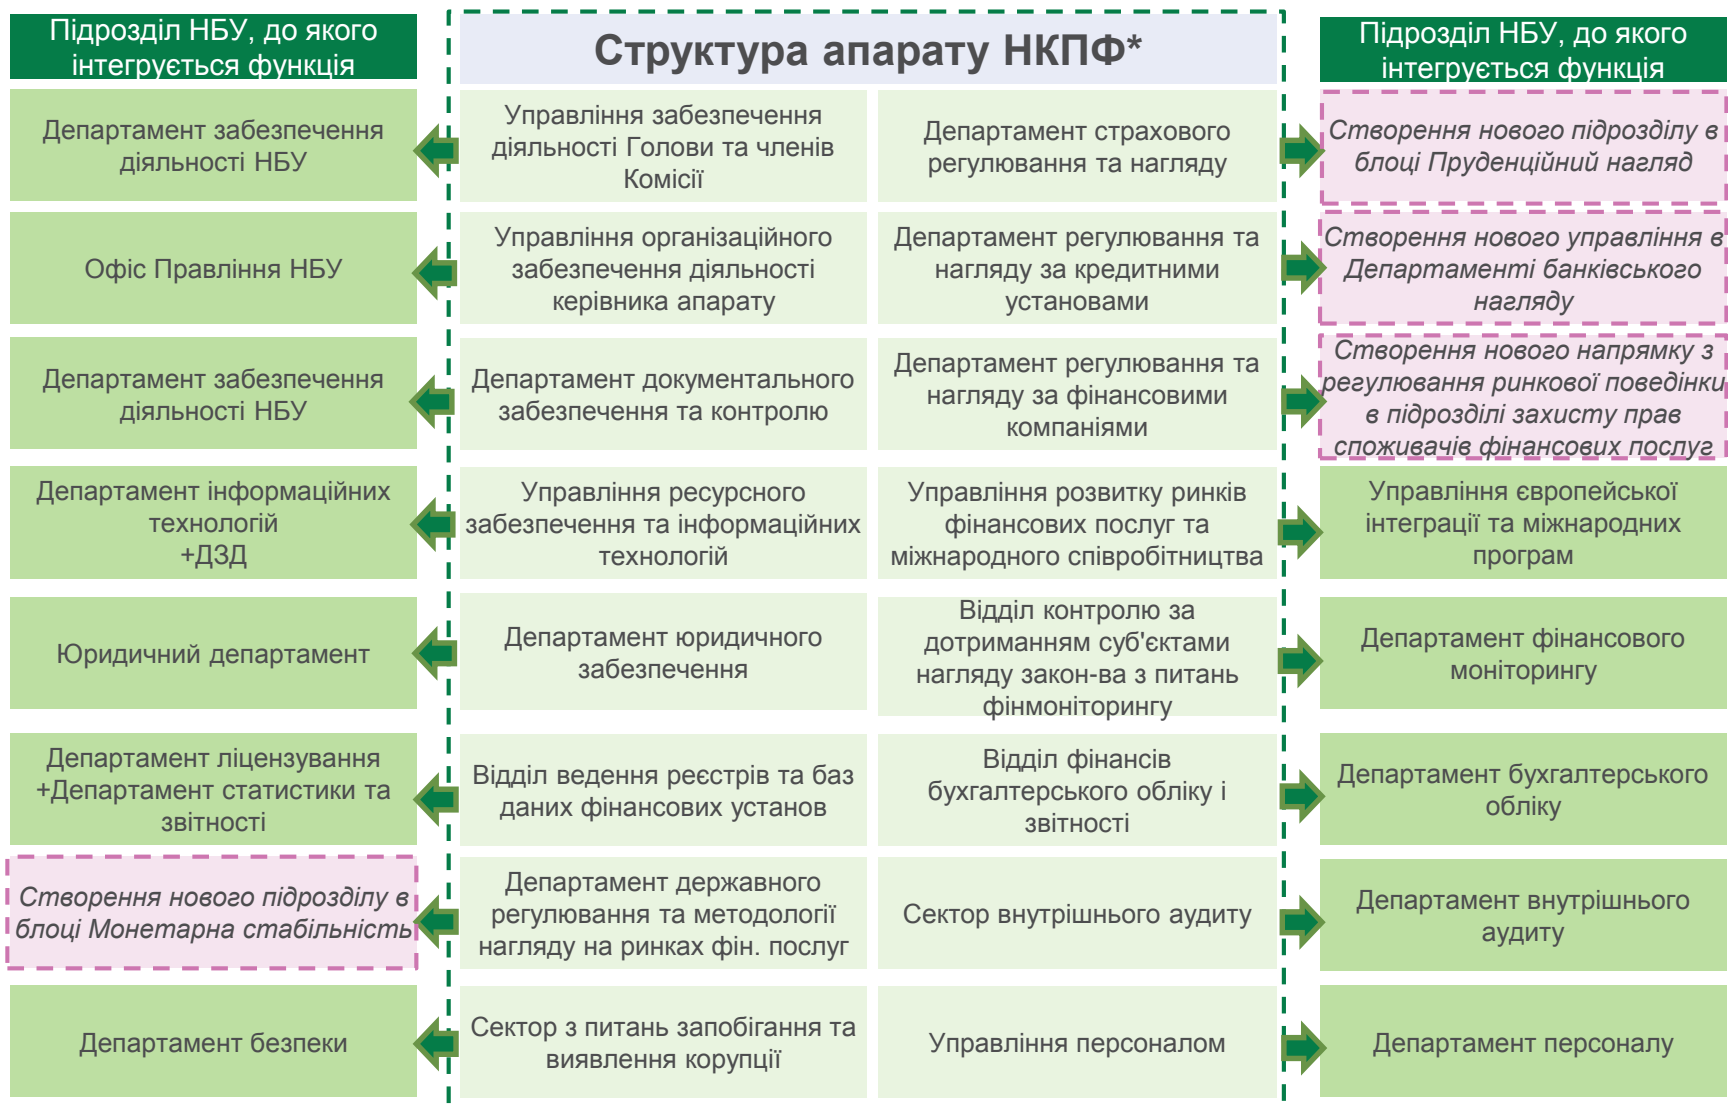 Підрозділ НБУ, до якого
інтегрується функція
Структура апарату НКПФ*
Підрозділ НБУ, до якого
інтегрується функція
Департамент забезпечення
діяльності НБУ
Управління забезпечення
діяльності Голови та членів
Комісії
Департамент страхового
регулювання та нагляду
Створення нового підрозділу в
блоці Пруденційний нагляд
Офіс Правління НБУ
Управління організаційного
забезпечення діяльності
керівника апарату
Департамент регулювання та
нагляду за кредитними
установами
Створення нового управління в
Департаменті банківського
нагляду
Департамент забезпечення
діяльності НБУ
Департамент документального
забезпечення та контролю
Департамент регулювання та
нагляду за фінансовими
компаніями
Створення нового напрямку з
регулювання ринкової поведінки
в підрозділі захисту прав
споживачів фінансових послуг
Департамент інформаційних
технологій
+ДЗД
Управління ресурсного
забезпечення та інформаційних
технологій
Управління розвитку ринків
фінансових послуг та
міжнародного співробітництва
Управління європейської
інтеграції та міжнародних
програм
Юридичний департамент
Департамент юридичного
забезпечення
Відділ контролю за
дотриманням суб'єктами
нагляду закон-ва з питань
фінмоніторингу
Департамент фінансового
моніторингу
Департамент ліцензування
+Департамент статистики та
звітності
Відділ ведення реєстрів та баз
даних фінансових установ
Відділ фінансів
бухгалтерського обліку і
звітності
Департамент бухгалтерського
обліку
Створення нового підрозділу в
блоці Монетарна стабільність
Департамент державного
регулювання та методології
нагляду на ринках фін. послуг
Сектор внутрішнього аудиту
Департамент внутрішнього
аудиту
Департамент безпеки
Сектор з питань запобігання та
виявлення корупції
Управління персоналом
Департамент персоналу